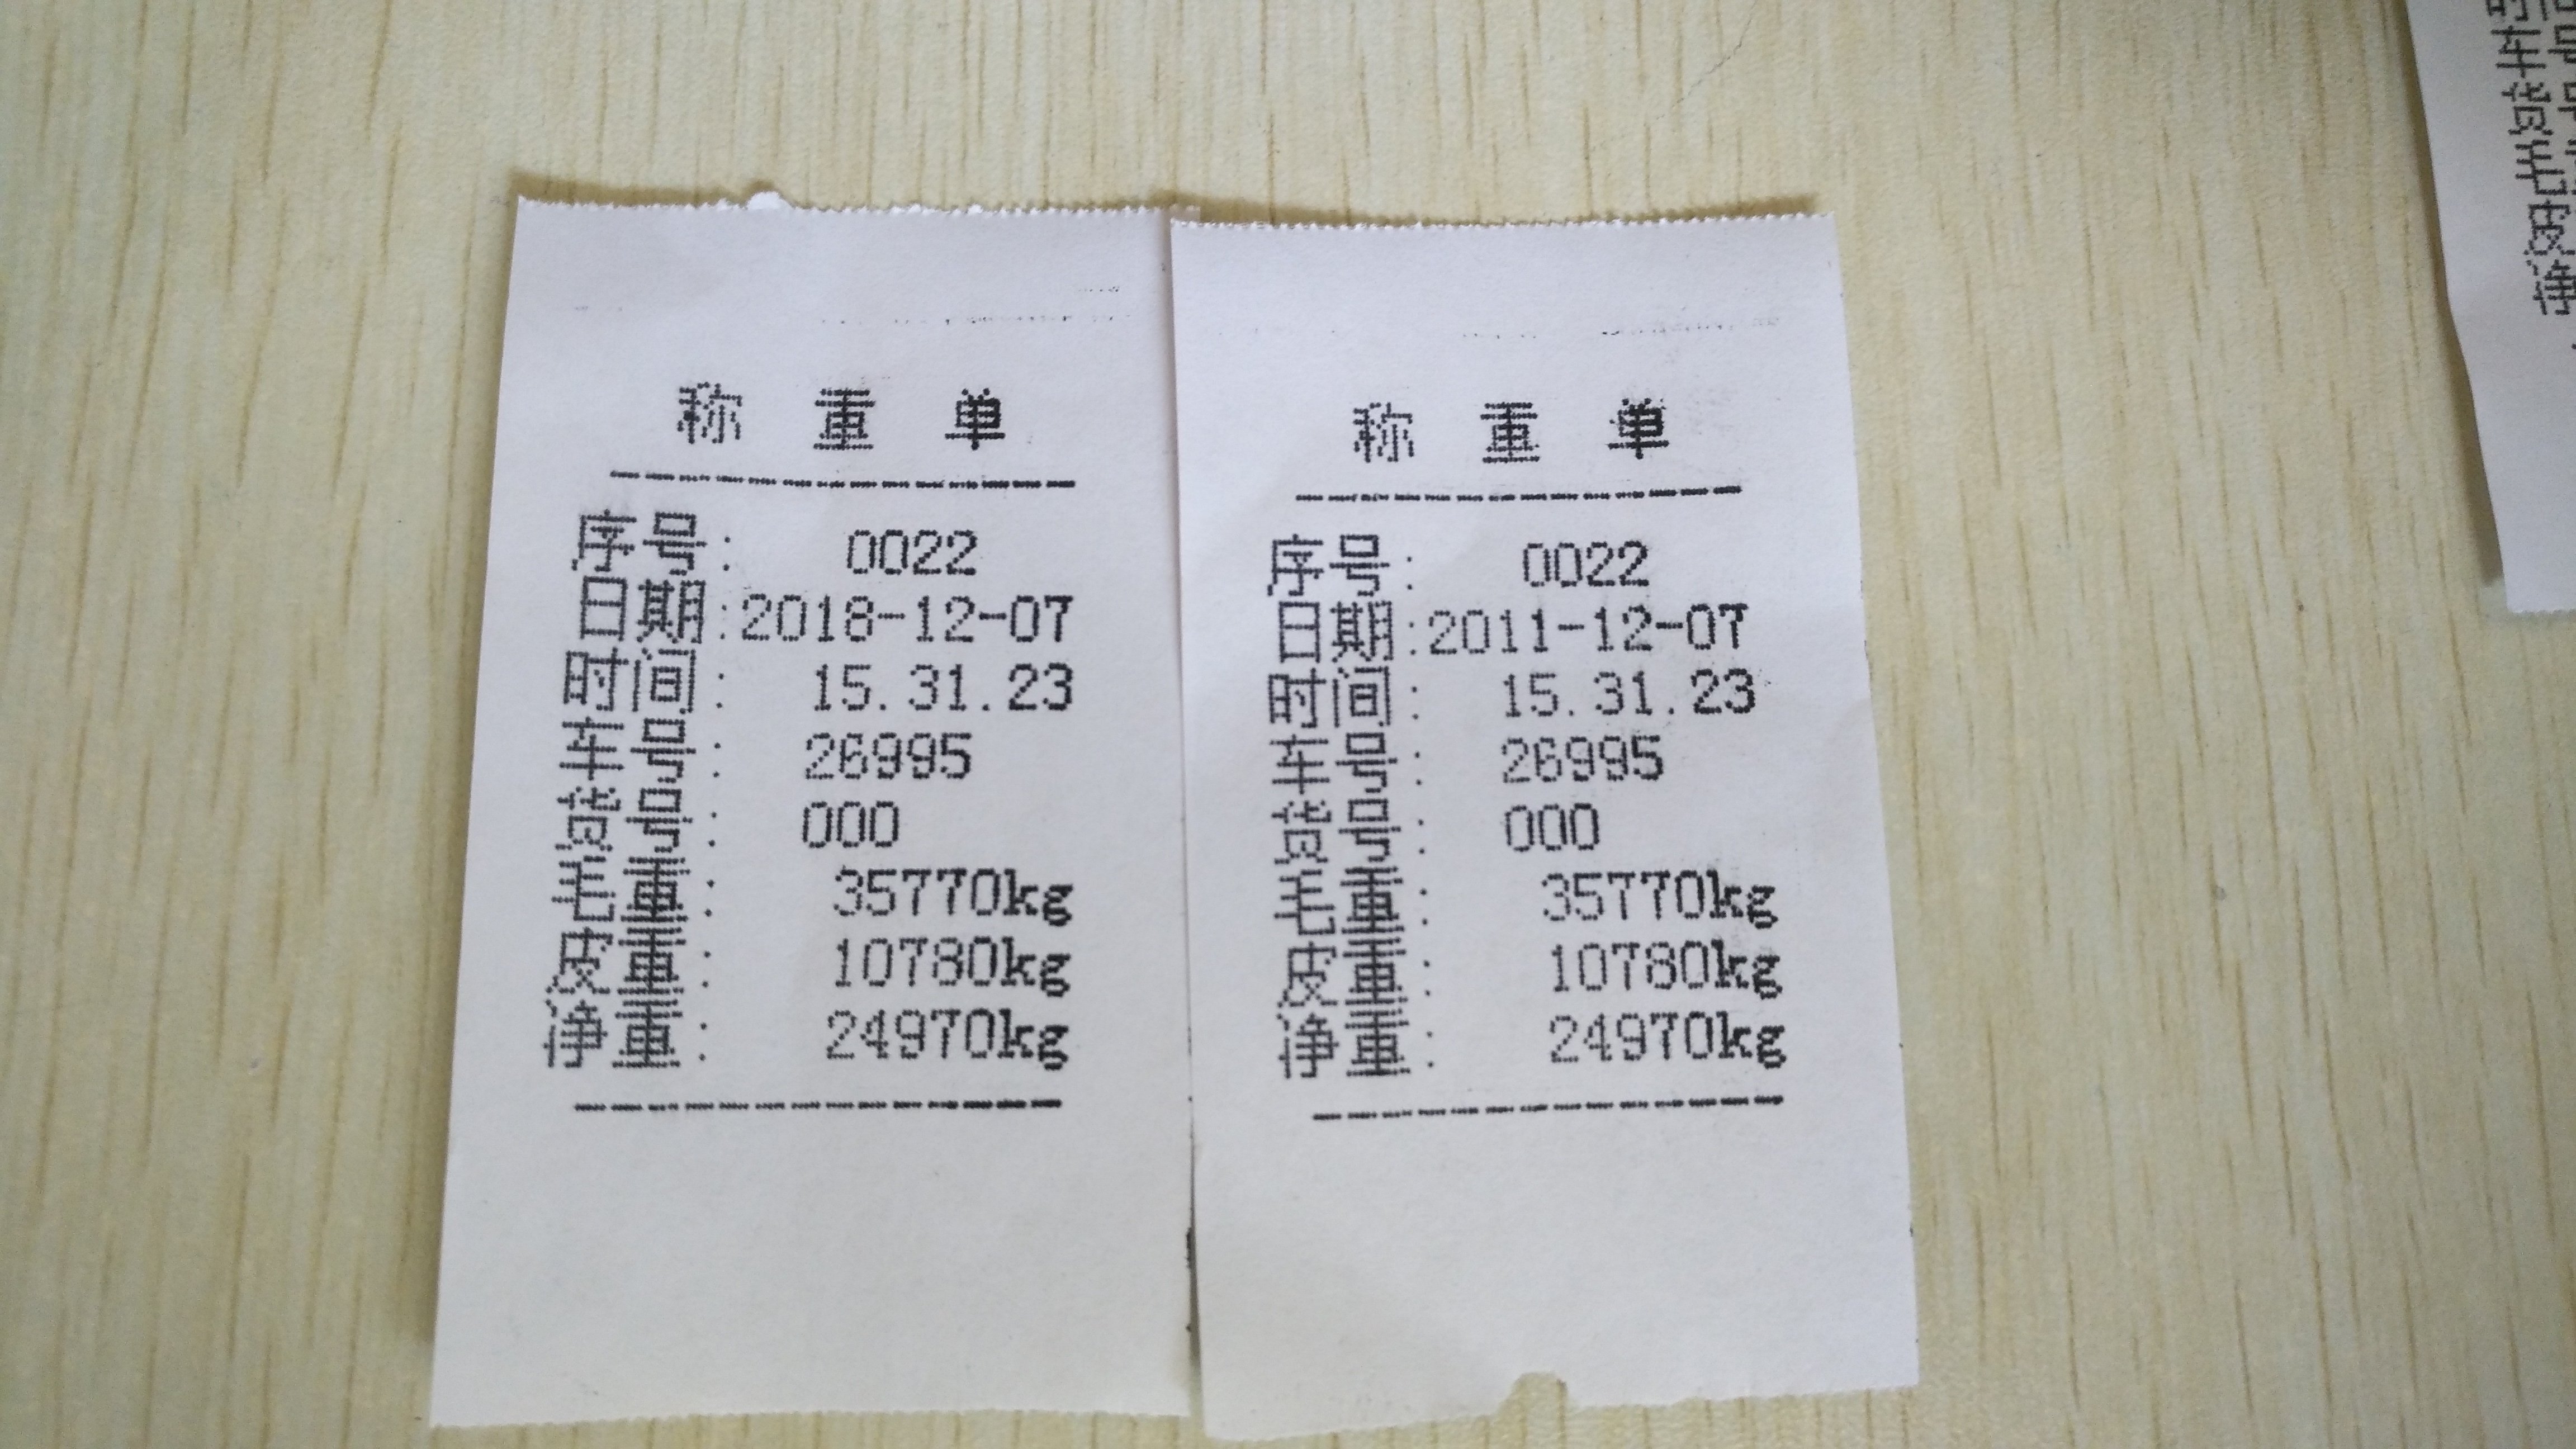 称 重 单
序号: 0022
日期:2018-12-07
时间: 15.31.23
车号: 26995
货号: 000
毛重: 35770kg
皮重: 10780kg
净重: 24970kg
称 重 单
序号: 0022
日期:2011-12-07
时间: 15.31.23
车号: 26995
货号: 000
毛重: 35770kg
皮重: 10780kg
净重: 24970kg